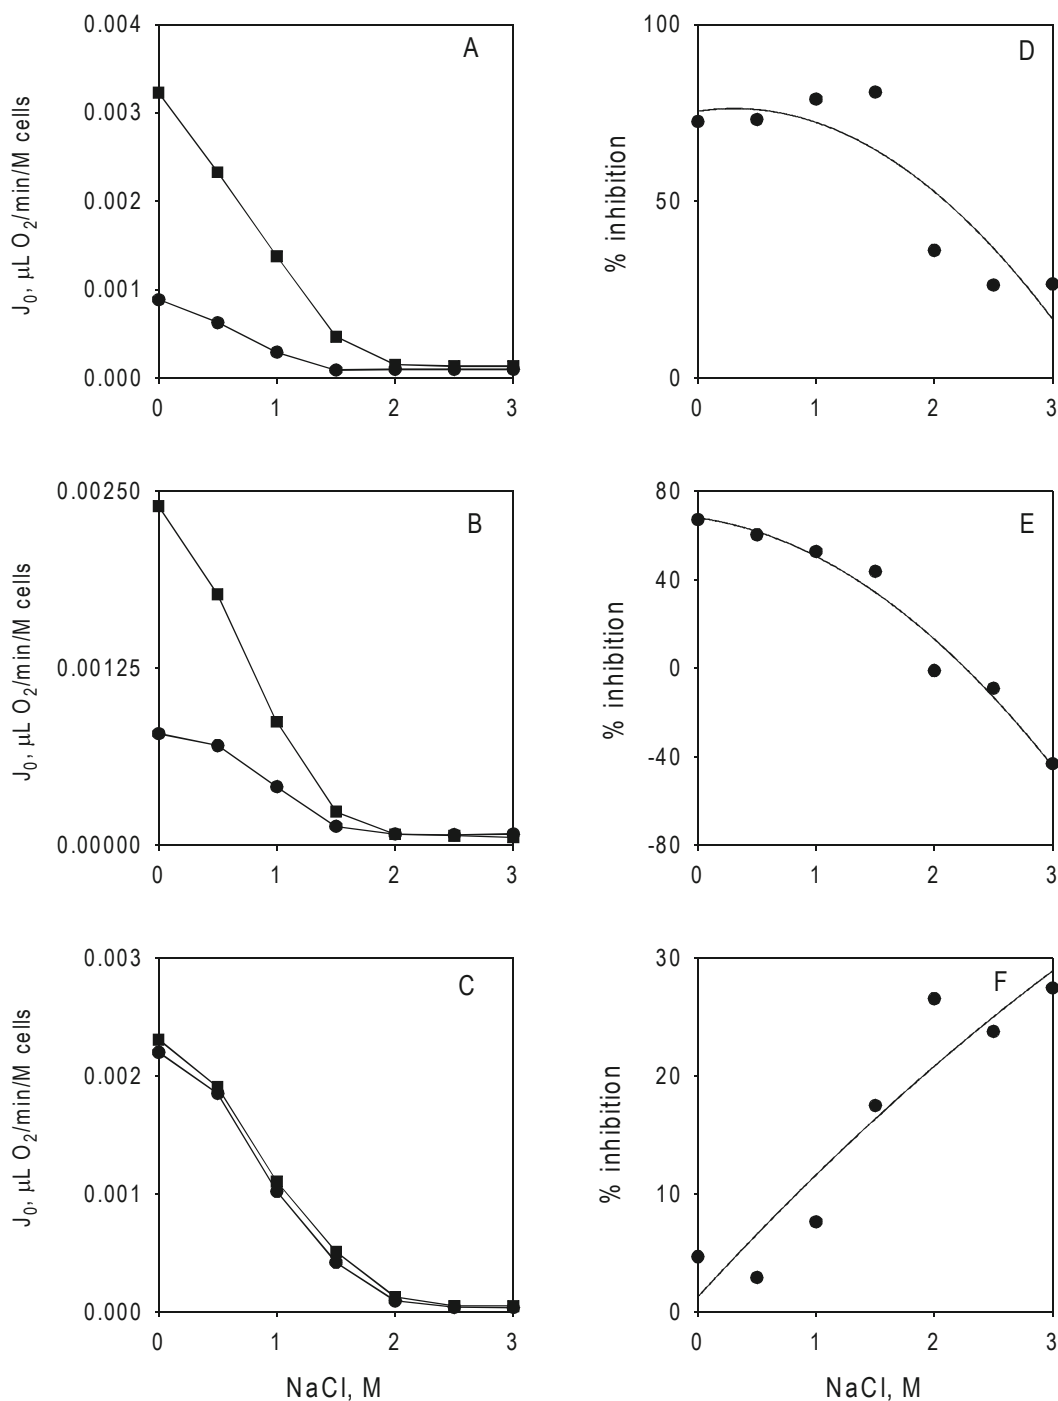 A
J0, μL O2/min/M cells
0.004
0.003
0.002
0.001
0.000
0 1 2 3
D
% inhibition
100
50
0
0 1 2 3
B
J0, μL O2/min/M cells
0.00250
0.00125
0.00000
0 1 2 3
E
% inhibition
80
40
0
-40
-80
0 1 2 3
C
J0, μL O2/min/M cells
0.003
0.002
0.001
0.000
0 1 2 3
NaCl, M
F
% inhibition
30
20
10
0
0 1 2 3
NaCl, M